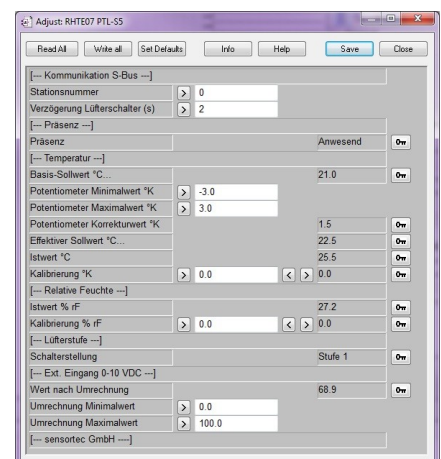 Adjust: RHTE07 PTL-S5
Read All Write all Set Defaults Info Help Save Close
[--- Kommunikation S-Bus ---]
Stationsnummer > 0
Verzögerung Lüfterschalter (s) > 2
[--- Präsenz ---]
Präsenz Anwesend
[--- Temperatur ---]
Basis-Sollwert °C... 21.0
Potentiometer Minimalwert °K > -3.0
Potentiometer Maximalwert °K > 3.0
Potentiometer Korrekturwert °K 1.5
Effektiver Sollwert °C... 22.5
Istwert °C 25.5
Kalibrierung °K > 0.0 < > 0.0
[--- Relative Feuchte ---]
Istwert % rF 27.2
Kalibrierung % rF > 0.0 < > 0.0
[--- Lüfterstufe ---]
Schalterstellung Stufe 1
[--- Ext. Eingang 0-10 VDC ---]
Wert nach Umrechnung 68.9
Umrechnung Minimalwert > 0.0
Umrechnung Maximalwert > 100.0
[--- sensortec GmbH ----]